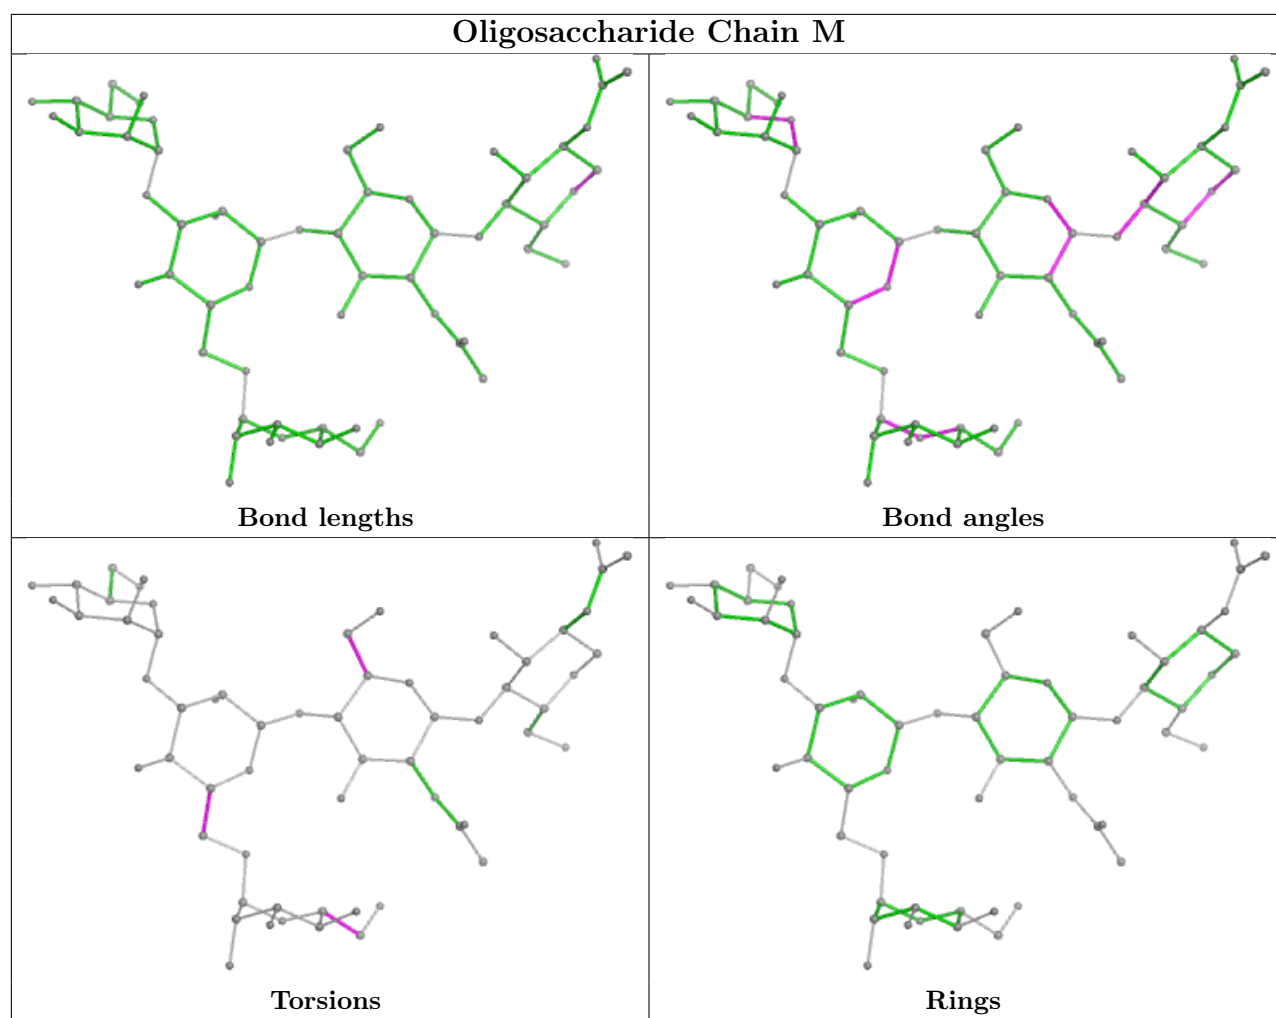 Oligosaccharide Chain M
Bond lengths
Bond angles
Torsions
Rings